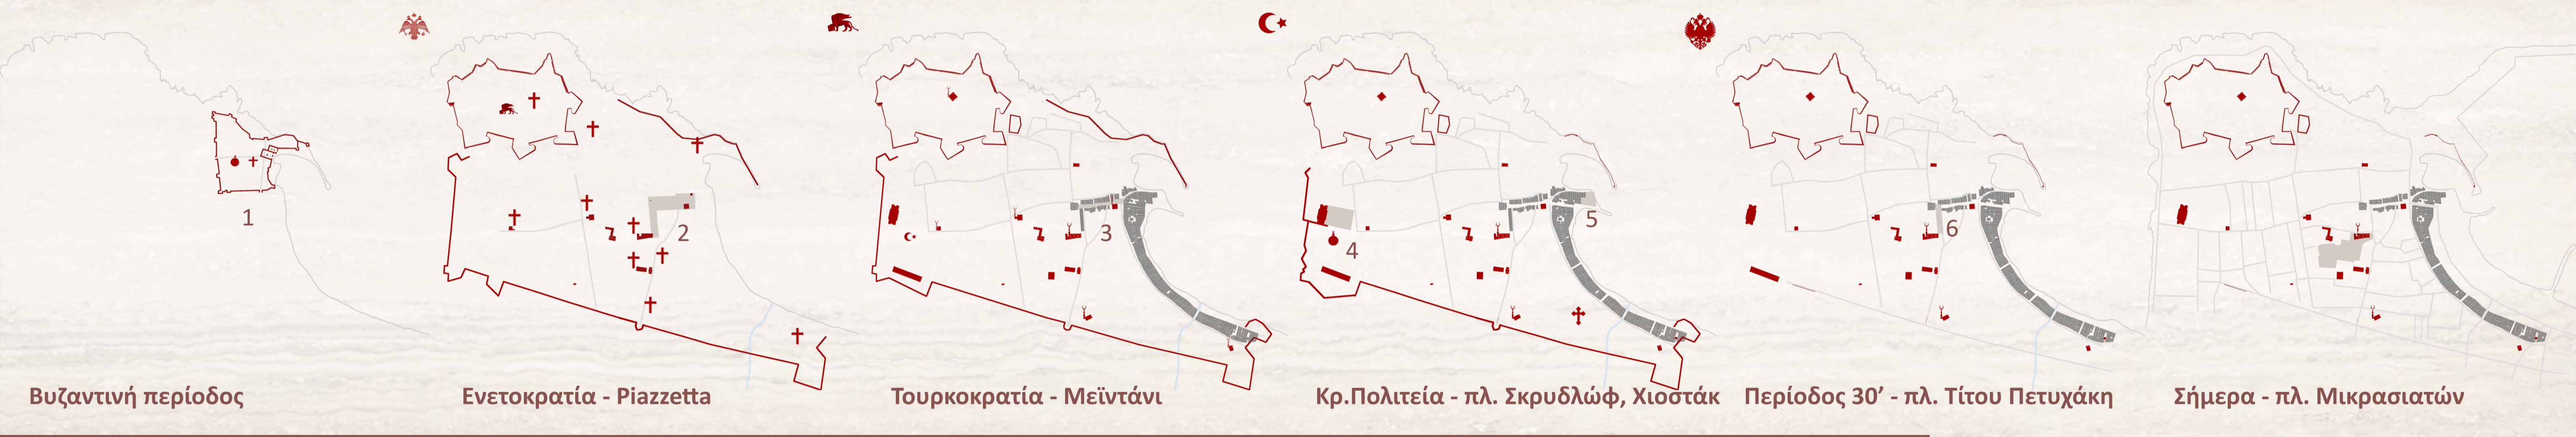 1
2
3
4
5
6
Βυζαντινή περίοδος
Ενετοκρατία - Piazzetta
Τουρκοκρατία - Μεϊντάνι
Κρ.Πολιτεία - πλ. Σκρυδλώφ, Χιοστάκ
Περίοδος 30’ - πλ. Τίτου Πετυχάκη
Σήμερα - πλ. Μικρασιατών